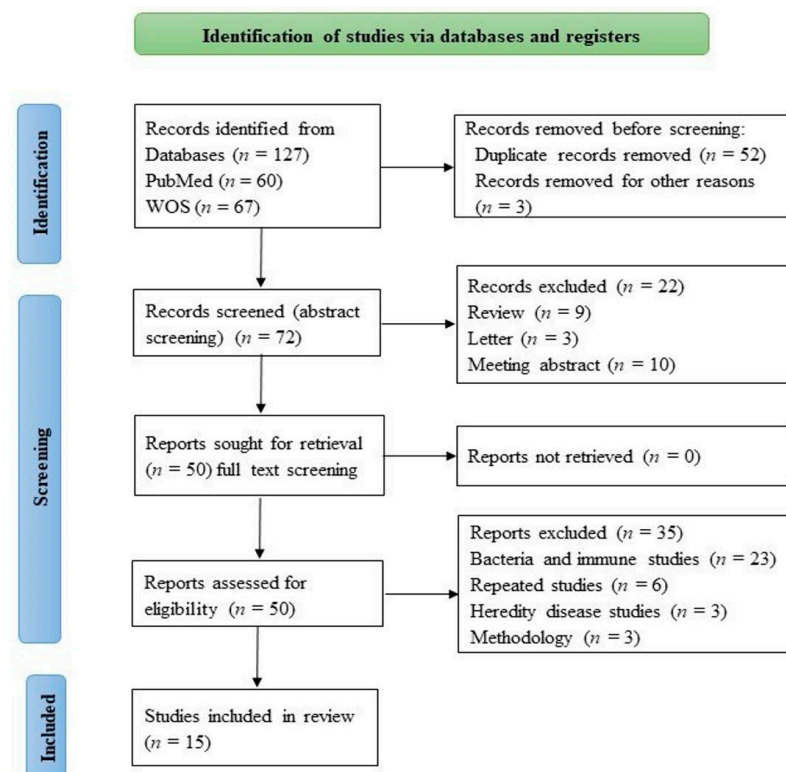 Identification of studies via databases and registers
Identification
Records identified from
Databases (n = 127)
PubMed (n = 60)
WOS (n = 67)
Records removed before screening:
Duplicate records removed (n = 52)
Records removed for other reasons
(n = 3)
Screening
Records screened (abstract
screening) (n = 72)
Records excluded (n = 22)
Review (n = 9)
Letter (n = 3)
Meeting abstract (n = 10)
Reports sought for retrieval
(n = 50) full text screening
Reports not retrieved (n = 0)
Reports assessed for
eligibility (n = 50)
Reports excluded (n = 35)
Bacteria and immune studies (n = 23)
Repeated studies (n = 6)
Heredity disease studies (n = 3)
Methodology (n = 3)
Included
Studies included in review
(n = 15)